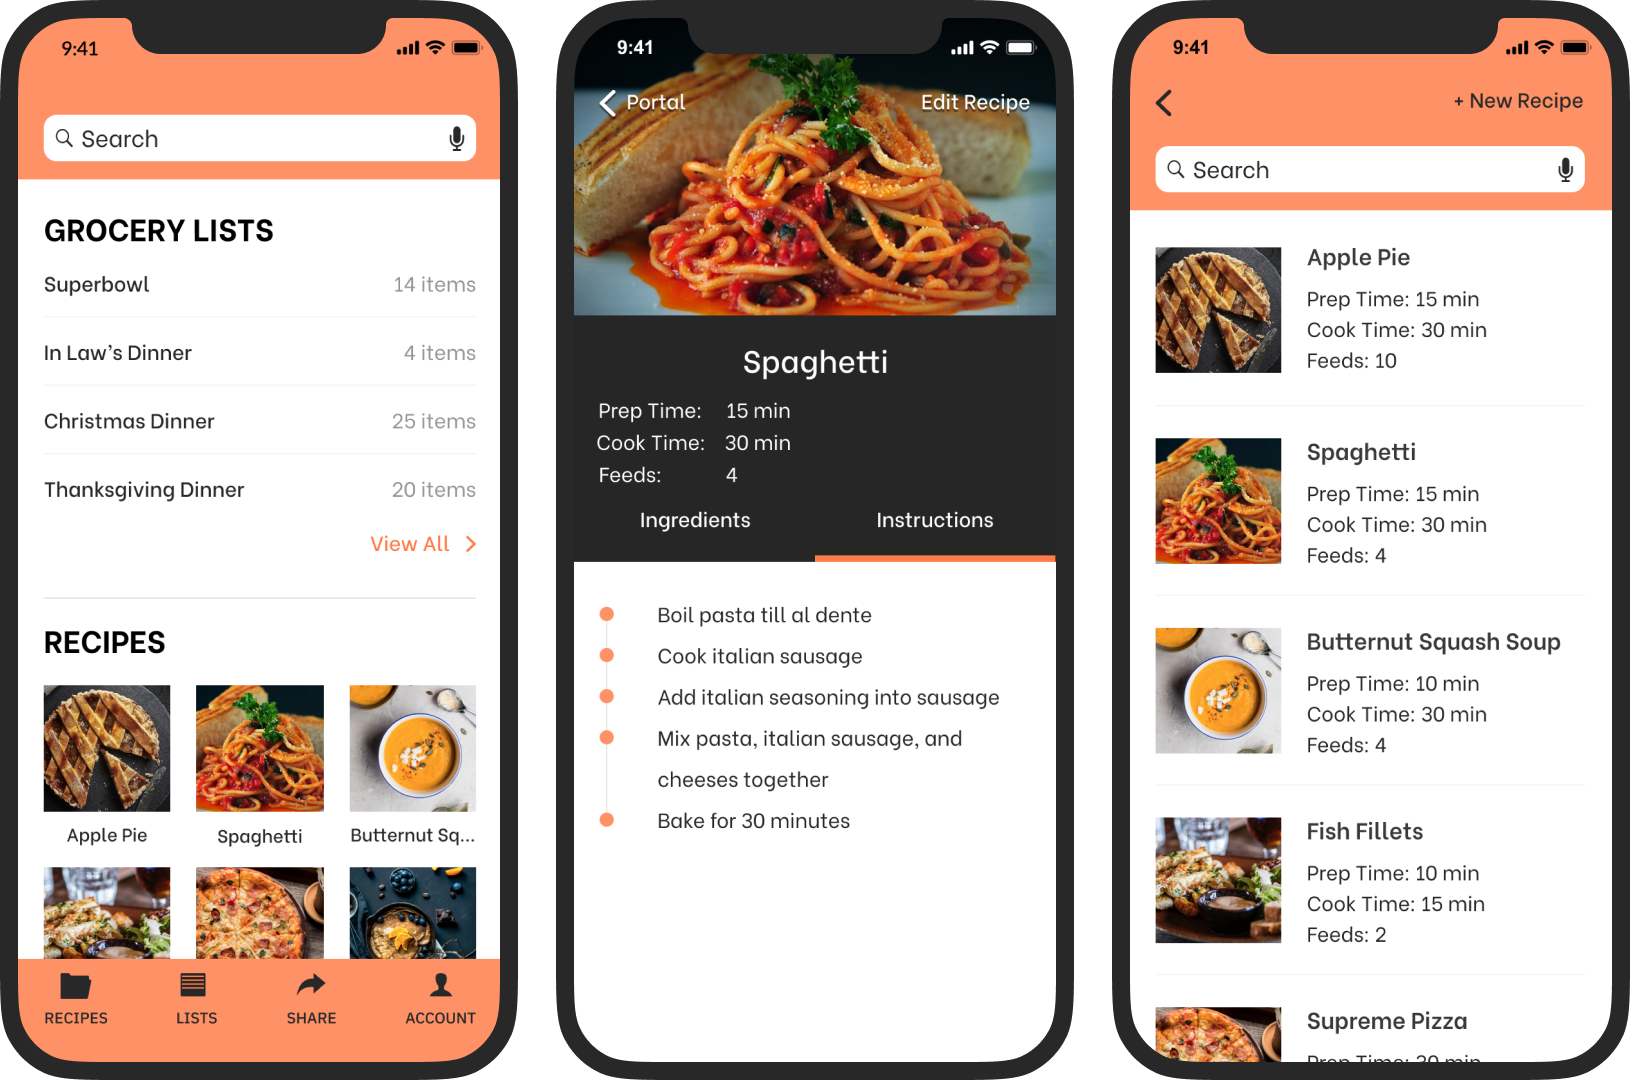 9:41
Search
GROCERY LISTS
Superbowl 14 items
In Law's Dinner 4 items
Christmas Dinner 25 items
Thanksgiving Dinner 20 items
View All
RECIPES
Apple Pie Spaghetti Butternut Sq...
RECIPES LISTS SHARE ACCOUNT
9:41
Portal Edit Recipe
Spaghetti
Prep Time: 15 min
Cook Time: 30 min
Feeds: 4
Ingredients Instructions
Boil pasta till al dente
Cook italian sausage
Add italian seasoning into sausage
Mix pasta, italian sausage, and
cheeses together
Bake for 30 minutes
9:41
+ New Recipe
Search
Apple Pie
Prep Time: 15 min
Cook Time: 30 min
Feeds: 10
Spaghetti
Prep Time: 15 min
Cook Time: 30 min
Feeds: 4
Butternut Squash Soup
Prep Time: 10 min
Cook Time: 30 min
Feeds: 4
Fish Fillets
Prep Time: 10 min
Cook Time: 15 min
Feeds: 2
Supreme Pizza
Prep Time: 30 min